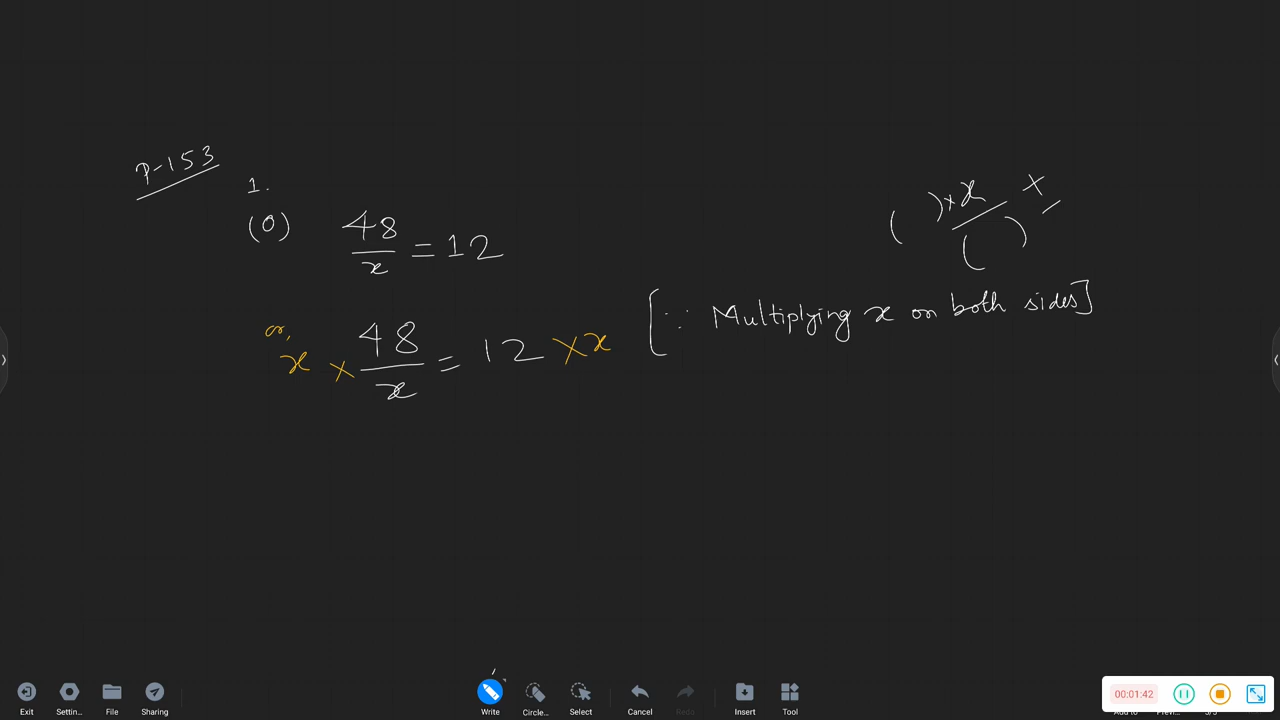 P-153
1.
(o) 48/x = 12
( )×x/( ) ×
or, x × 48/x = 12 × x [∵ Multiplying x on both sides]
Exit Settin... File Sharing Write Circle... Select Cancel Redo Insert Tool
00:01:42